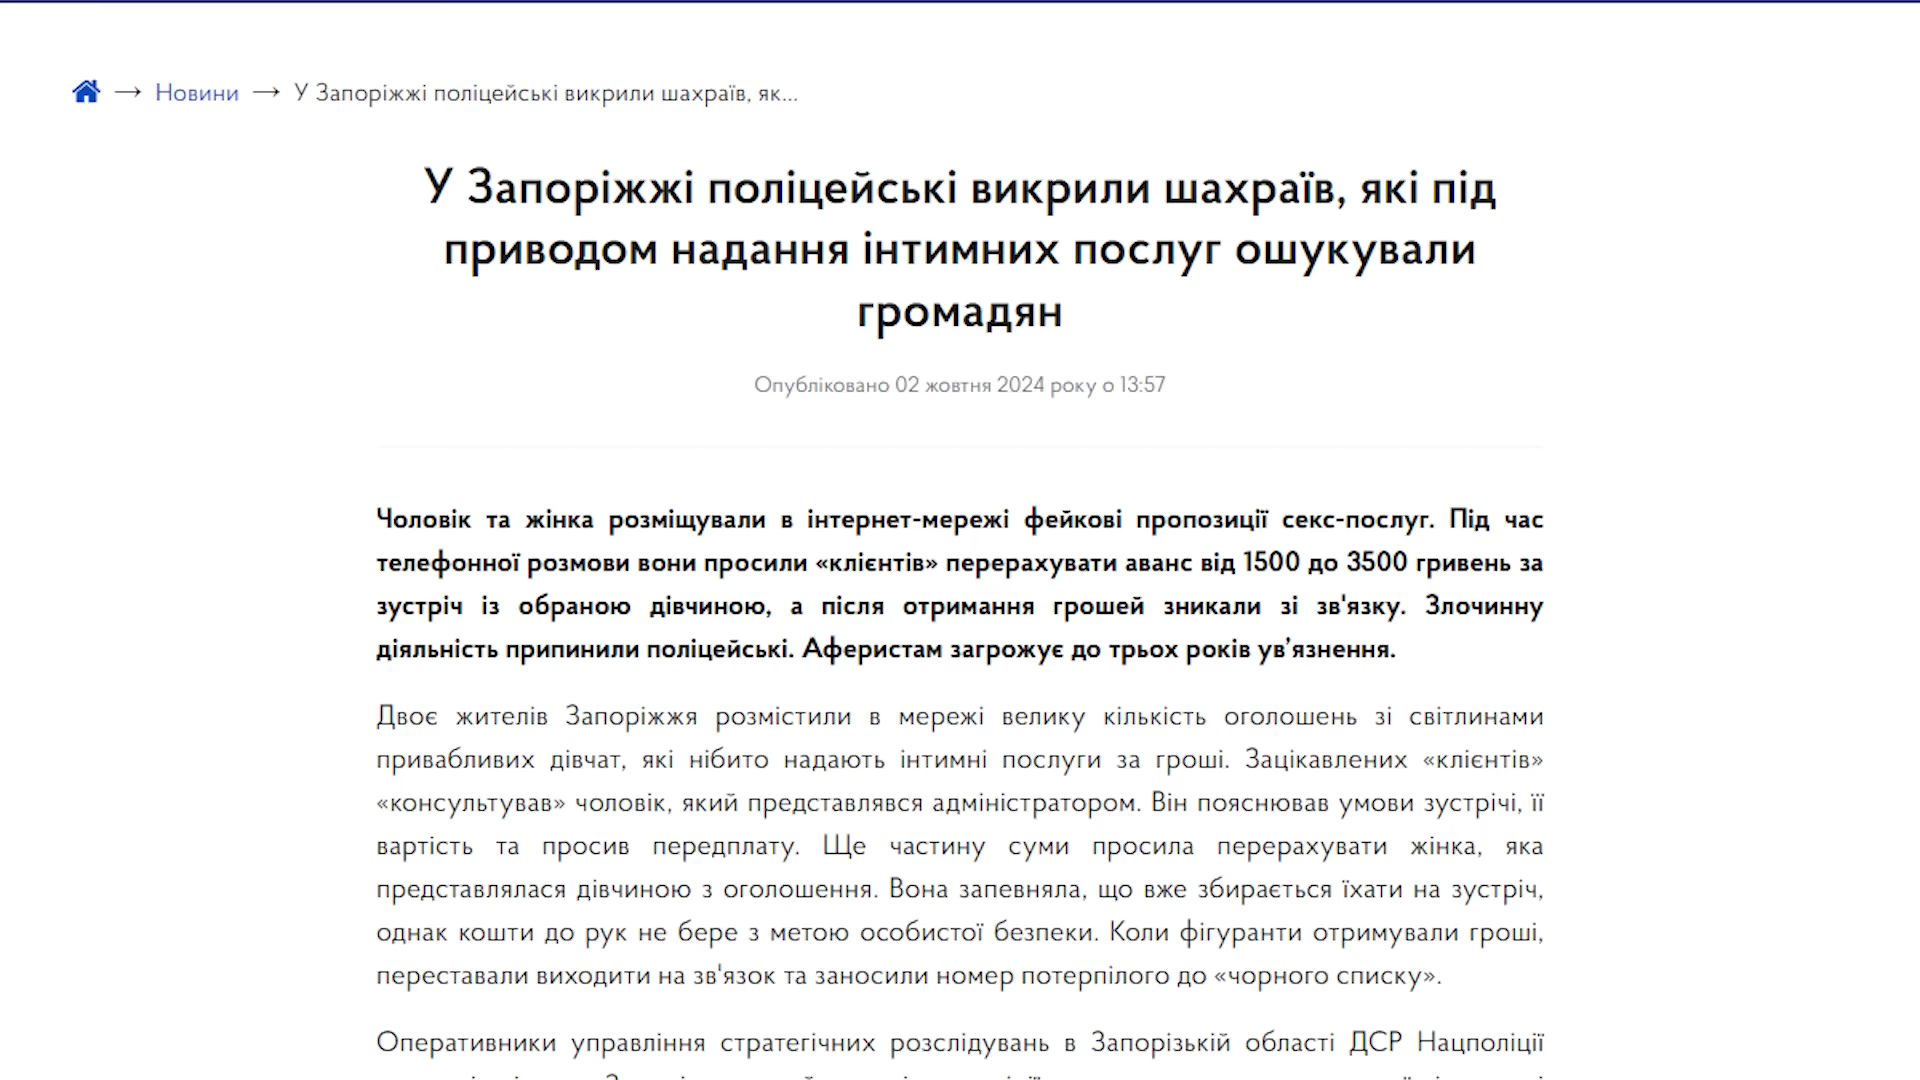 → Новини → У Запоріжжі поліцейські викрили шахраїв, як...
У Запоріжжі поліцейські викрили шахраїв, які під
приводом надання інтимних послуг ошукували
громадян
Опубліковано 02 жовтня 2024 року о 13:57
Чоловік та жінка розміщували в інтернет-мережі фейкові пропозиції секс-послуг. Під час
телефонної розмови вони просили «клієнтів» перерахувати аванс від 1500 до 3500 гривень за
зустріч із обраною дівчиною, а після отримання грошей зникали зі зв'язку. Злочинну
діяльність припинили поліцейські. Аферистам загрожує до трьох років ув’язнення.
Двоє жителів Запоріжжя розмістили в мережі велику кількість оголошень зі світлинами
привабливих дівчат, які нібито надають інтимні послуги за гроші. Зацікавлених «клієнтів»
«консультував» чоловік, який представлявся адміністратором. Він пояснював умови зустрічі, її
вартість та просив передплату. Ще частину суми просила перерахувати жінка, яка
представлялася дівчиною з оголошення. Вона запевняла, що вже збирається їхати на зустріч,
однак кошти до рук не бере з метою особистої безпеки. Коли фігуранти отримували гроші,
переставали виходити на зв'язок та заносили номер потерпілого до «чорного списку».
Оперативники управління стратегічних розслідувань в Запорізькій області ДСР Нацполіції